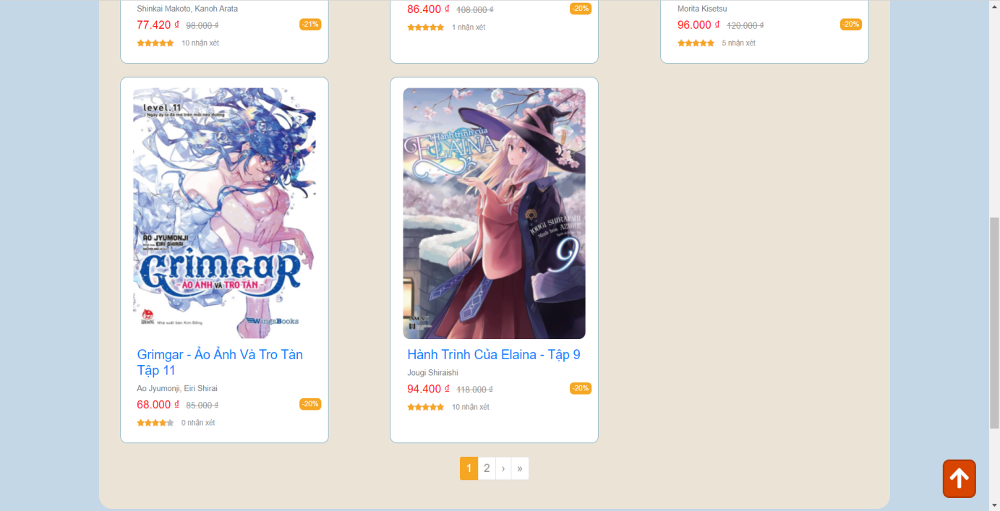 Shinkai Makoto, Kanoh Arata
77.420 ₫ 98.000 ₫ -21%
10 nhận xét
86.400 ₫ 108.000 ₫ -20%
1 nhận xét
Morita Kisetsu
96.000 ₫ 120.000 ₫ -20%
5 nhận xét
level.11
- Ngày ấy ta đã mơ trên mỗi nẻo đường
AO JYUMONJI
EIRI SHIRAI
GRIMGAR
- ẢO ẢNH VÀ TRO TÀN -
Nhà xuất bản Kim Đồng
WingsBooks
Grimgar - Ảo Ảnh Và Tro Tàn
Tập 11
Ao Jyumonji, Eiri Shirai
68.000 ₫ 85.000 ₫ -20%
0 nhận xét
Hành trình của
ELAINA
JOUGI SHIRAISHI
Minh họa AZURE
9
Hành Trình Của Elaina - Tập 9
Jougi Shiraishi
94.400 ₫ 118.000 ₫ -20%
10 nhận xét
1 2 › »